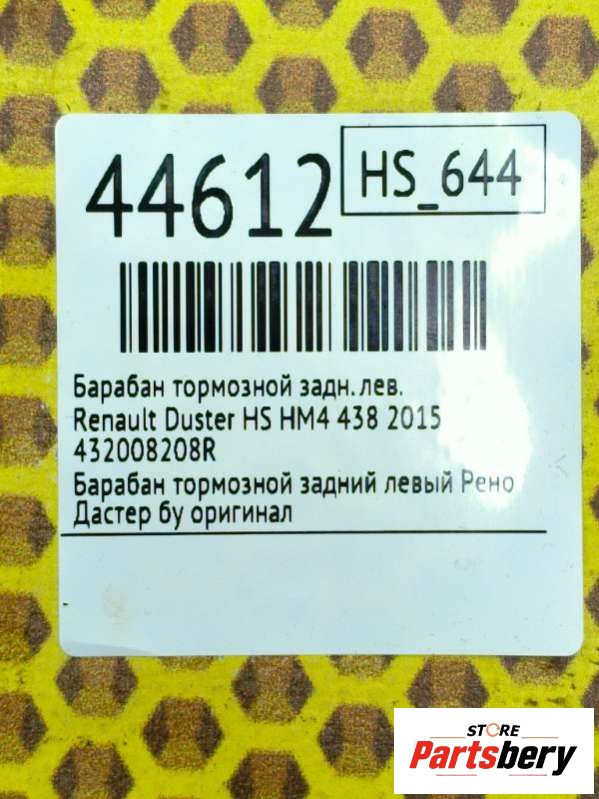 44612
HS_644
Барабан тормозной задн.лев.
Renault Duster HS HM4 438 2015
432008208R
Барабан тормозной задний левый Рено
Дастер бу оригинал
STORE
Partsbery